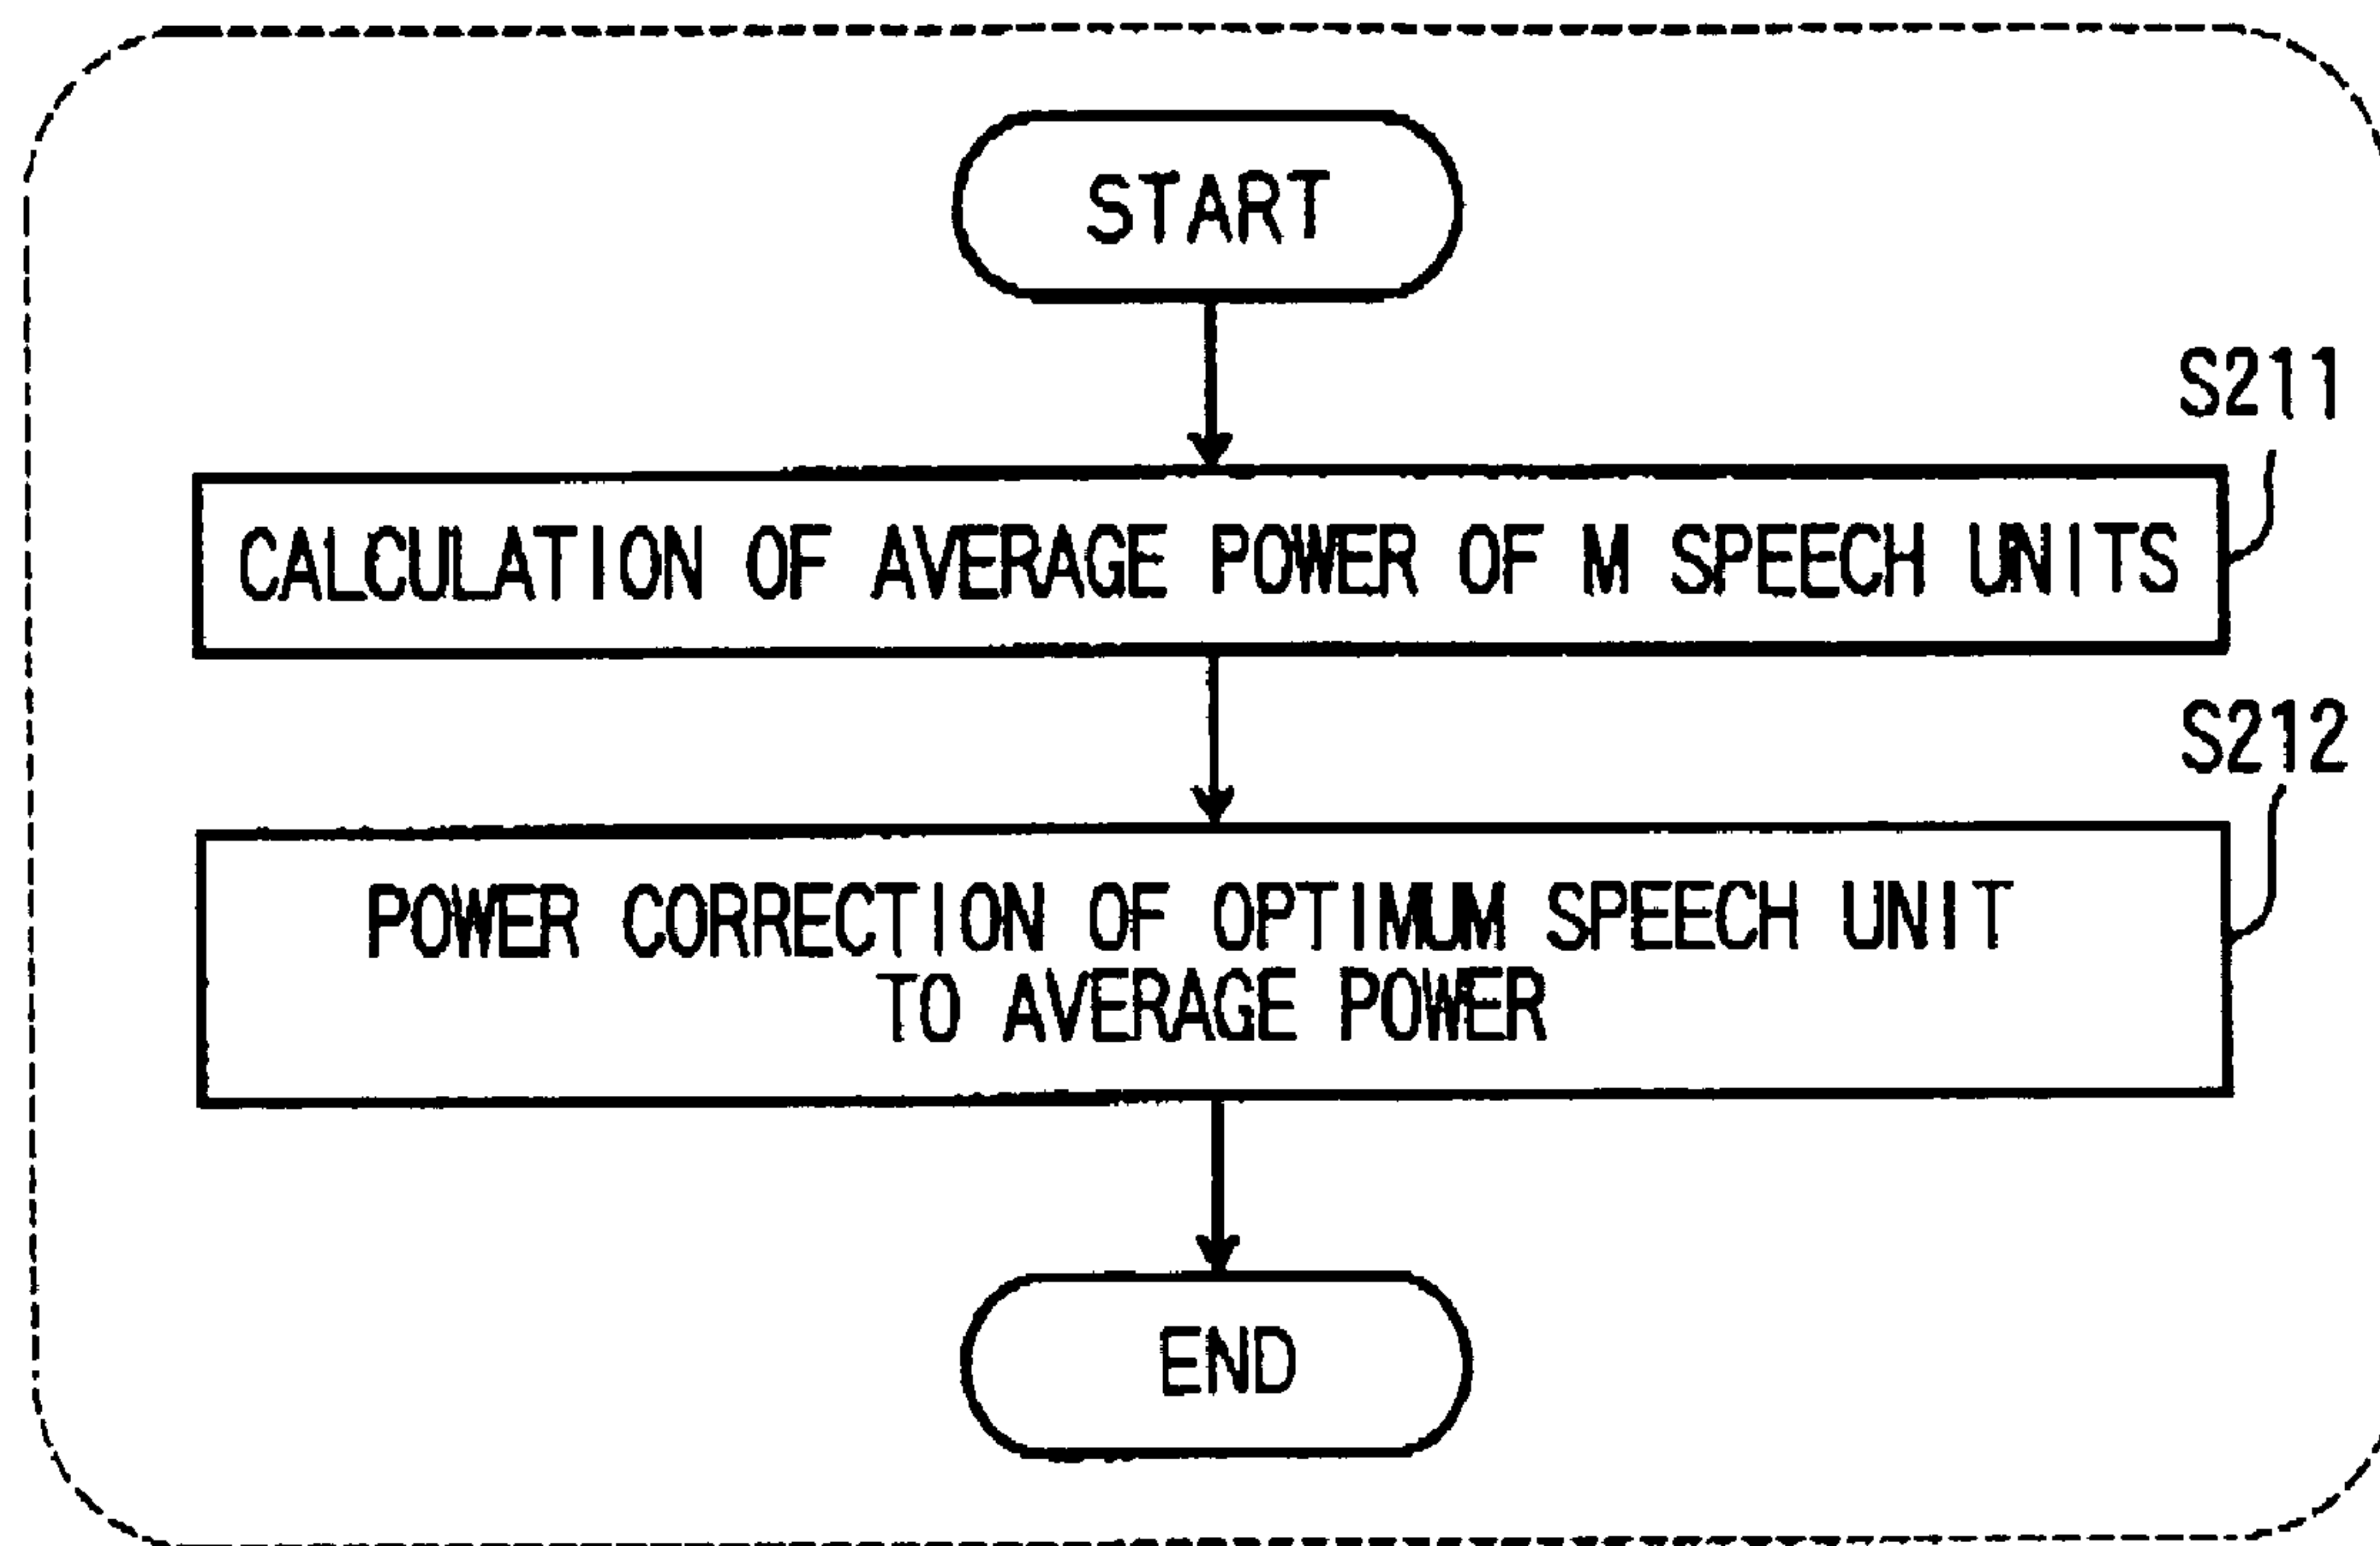 START
S211
CALCULATION OF AVERAGE POWER OF M SPEECH UNITS
S212
POWER CORRECTION OF OPTIMUM SPEECH UNIT
TO AVERAGE POWER
END